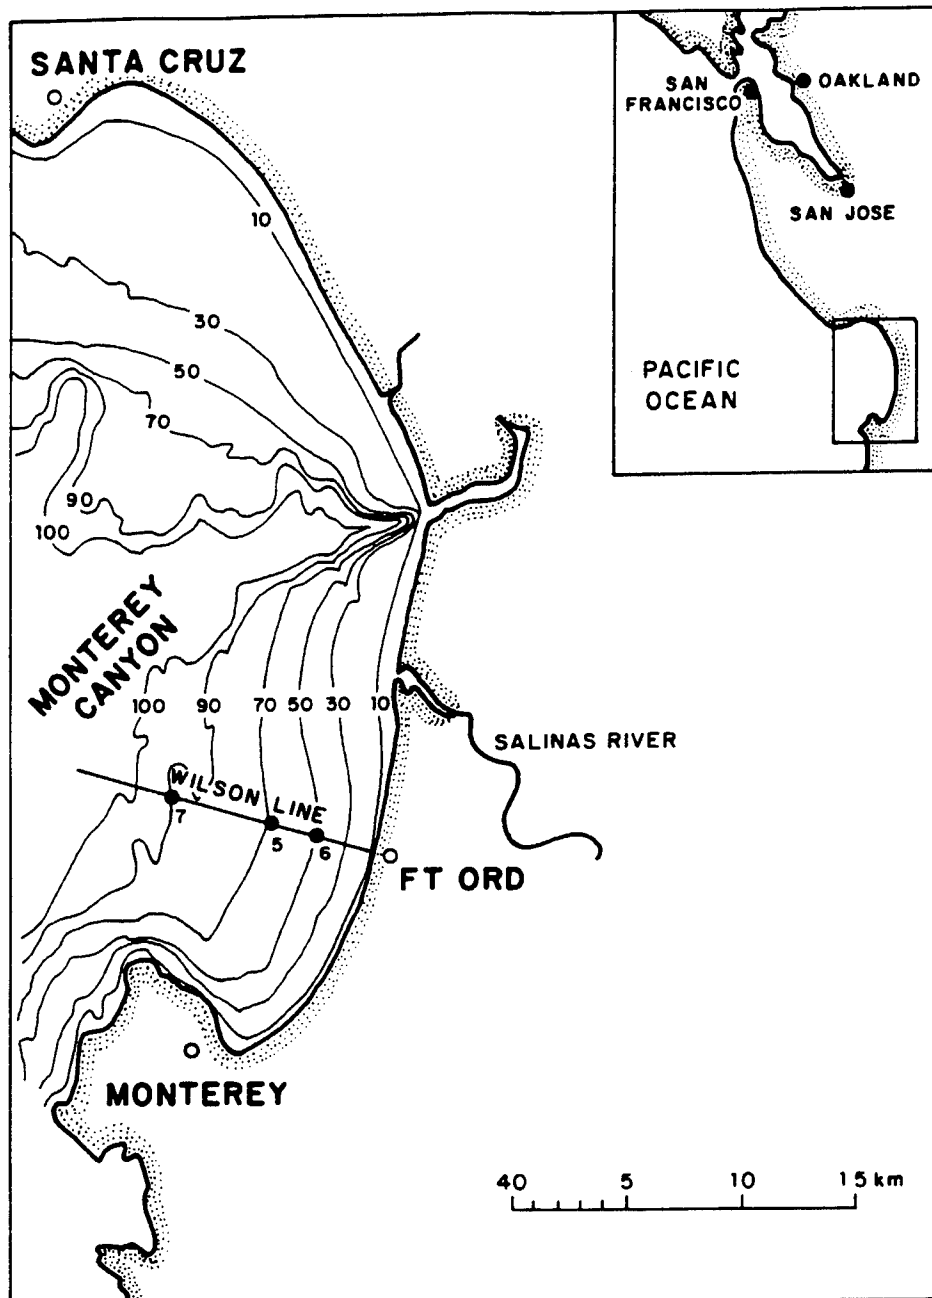 SANTA CRUZ
SAN
FRANCISCO
OAKLAND
SAN JOSE
PACIFIC
OCEAN
10
30
50
70
90
100
MONTEREY
CANYON
100
90
70
50
30
10
SALINAS RIVER
WILSON LINE
7
5
6
FT ORD
MONTEREY
40
5
10
15 km